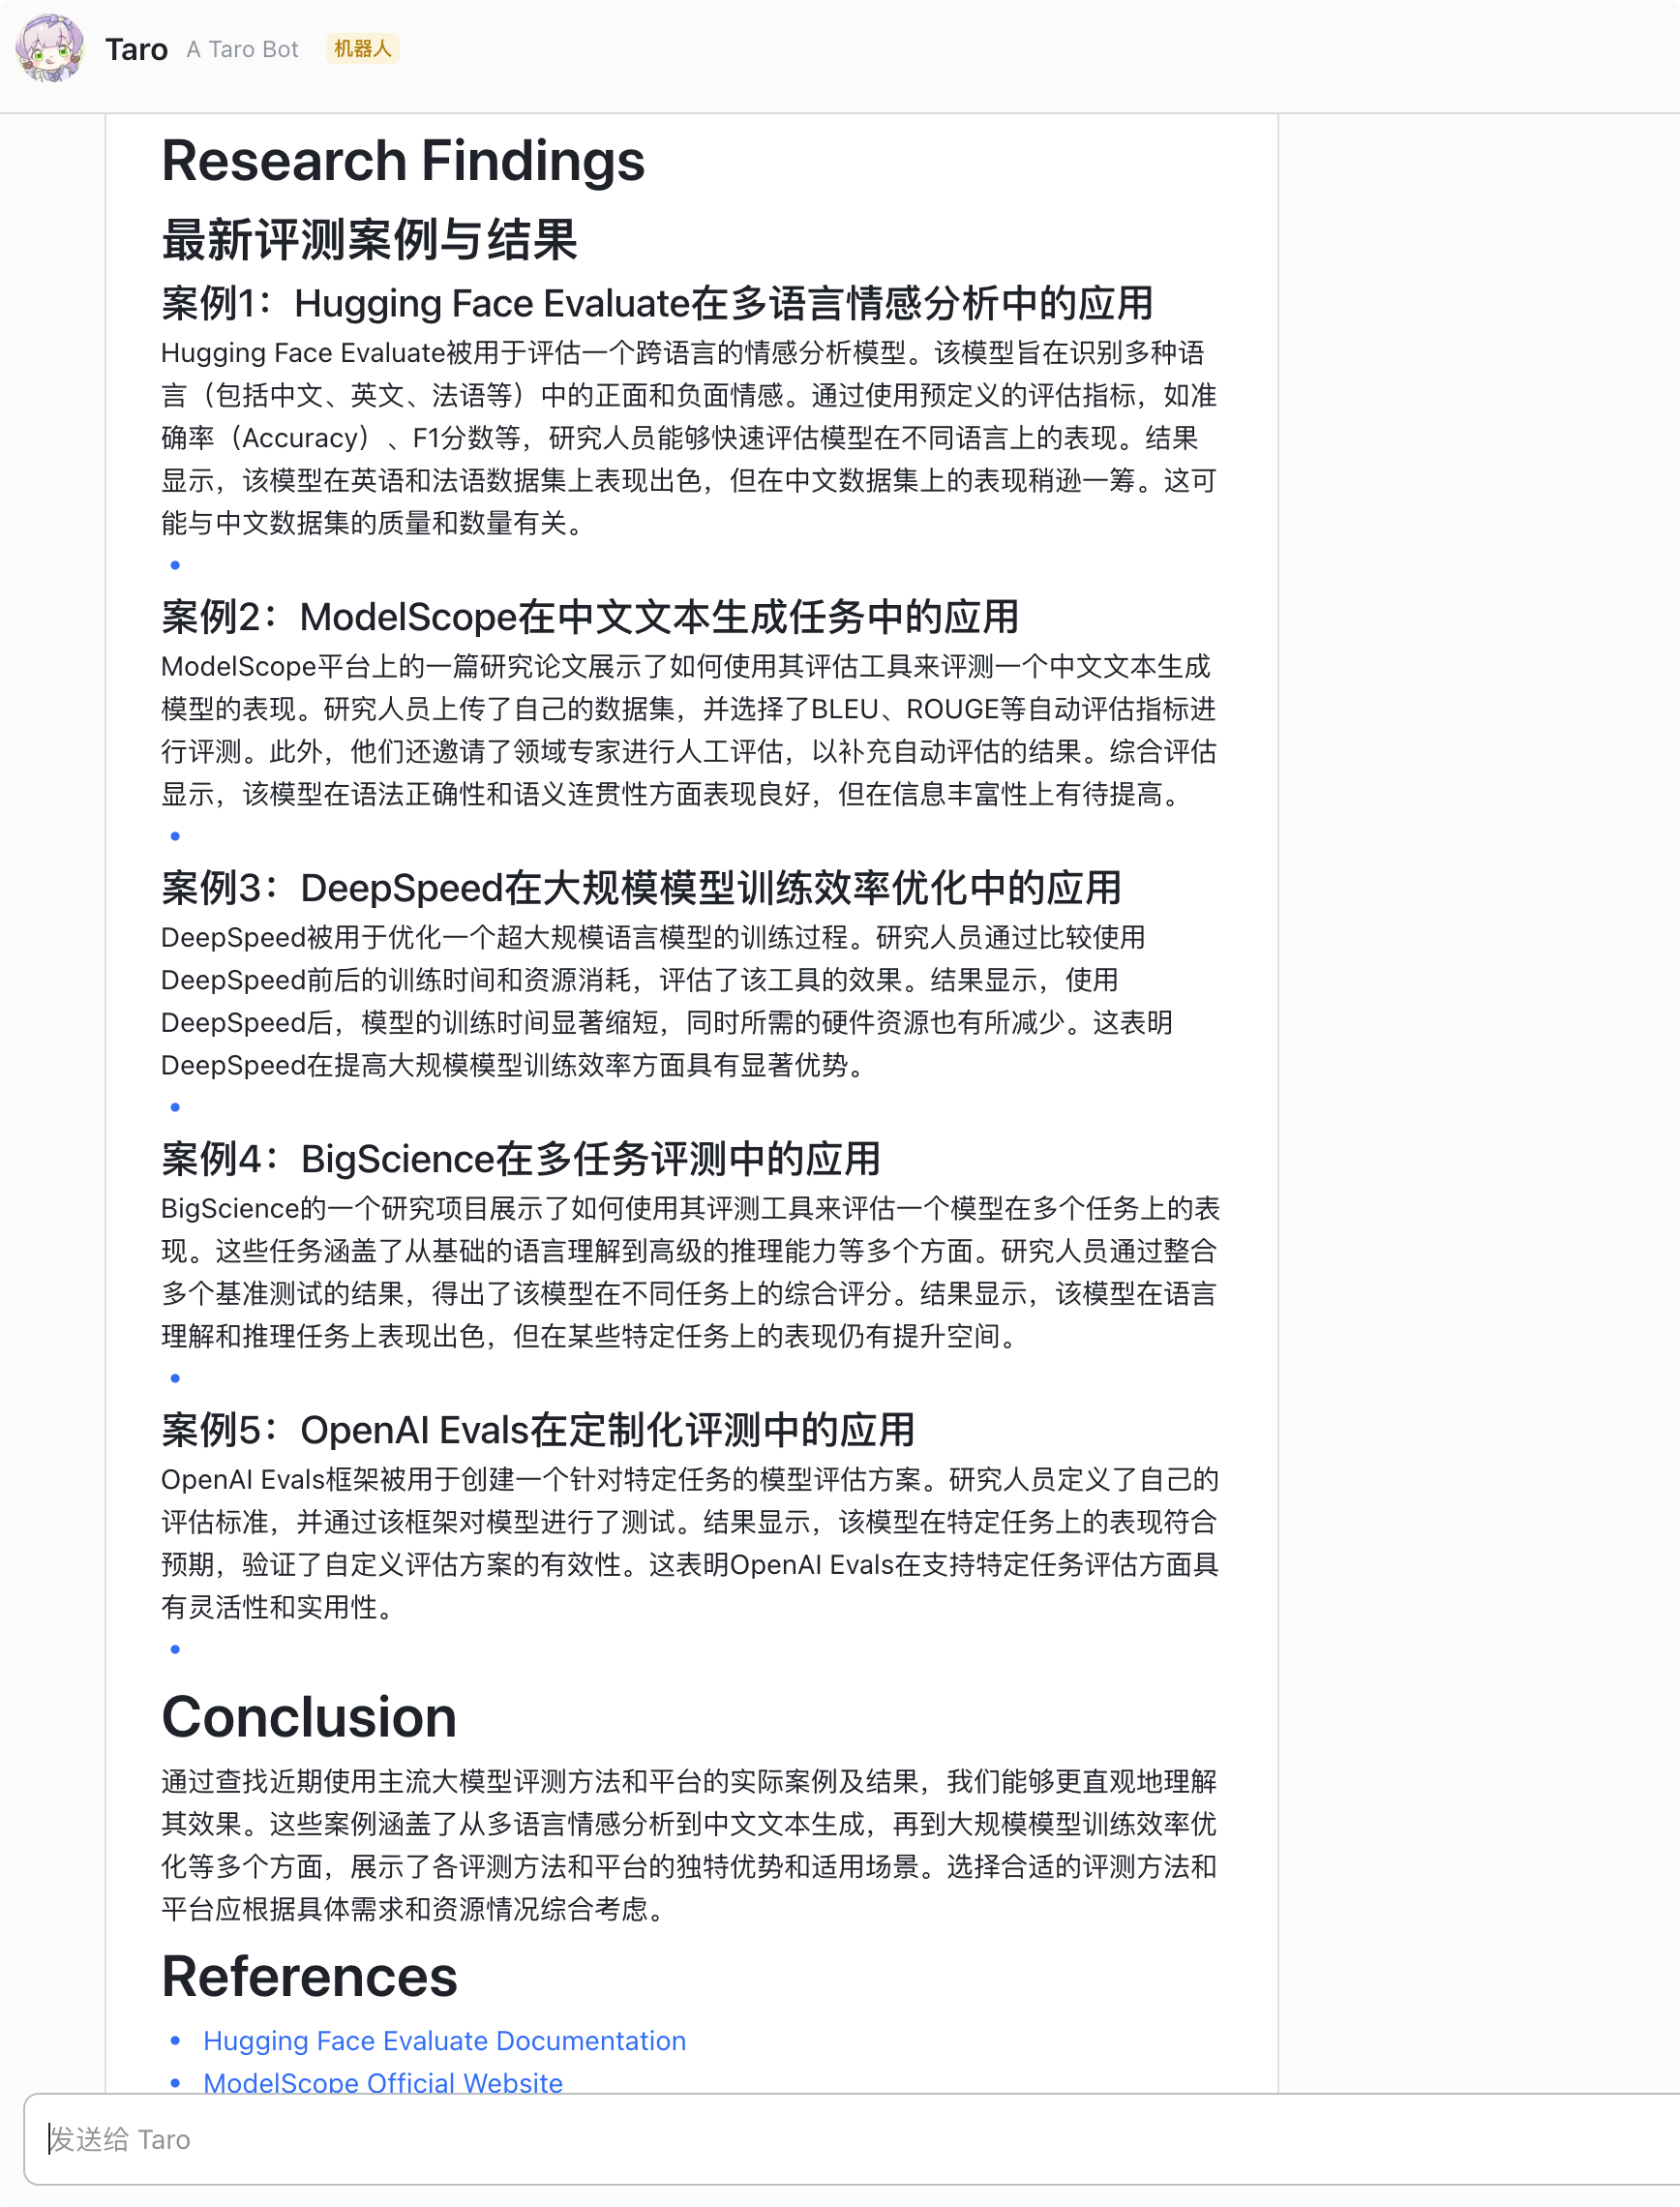 Taro A Taro Bot 机器人
Research Findings
最新评测案例与结果
案例1：Hugging Face Evaluate在多语言情感分析中的应用
Hugging Face Evaluate被用于评估一个跨语言的情感分析模型。该模型旨在识别多种语
言（包括中文、英文、法语等）中的正面和负面情感。通过使用预定义的评估指标，如准
确率（Accuracy）、F1分数等，研究人员能够快速评估模型在不同语言上的表现。结果
显示，该模型在英语和法语数据集上表现出色，但在中文数据集上的表现稍逊一筹。这可
能与中文数据集的质量和数量有关。
•
案例2：ModelScope在中文文本生成任务中的应用
ModelScope平台上的一篇研究论文展示了如何使用其评估工具来评测一个中文文本生成
模型的表现。研究人员上传了自己的数据集，并选择了BLEU、ROUGE等自动评估指标进
行评测。此外，他们还邀请了领域专家进行人工评估，以补充自动评估的结果。综合评估
显示，该模型在语法正确性和语义连贯性方面表现良好，但在信息丰富性上有待提高。
•
案例3：DeepSpeed在大规模模型训练效率优化中的应用
DeepSpeed被用于优化一个超大规模语言模型的训练过程。研究人员通过比较使用
DeepSpeed前后的训练时间和资源消耗，评估了该工具的效果。结果显示，使用
DeepSpeed后，模型的训练时间显著缩短，同时所需的硬件资源也有所减少。这表明
DeepSpeed在提高大规模模型训练效率方面具有显著优势。
•
案例4：BigScience在多任务评测中的应用
BigScience的一个研究项目展示了如何使用其评测工具来评估一个模型在多个任务上的表
现。这些任务涵盖了从基础的语言理解到高级的推理能力等多个方面。研究人员通过整合
多个基准测试的结果，得出了该模型在不同任务上的综合评分。结果显示，该模型在语言
理解和推理任务上表现出色，但在某些特定任务上的表现仍有提升空间。
•
案例5：OpenAI Evals在定制化评测中的应用
OpenAI Evals框架被用于创建一个针对特定任务的模型评估方案。研究人员定义了自己的
评估标准，并通过该框架对模型进行了测试。结果显示，该模型在特定任务上的表现符合
预期，验证了自定义评估方案的有效性。这表明OpenAI Evals在支持特定任务评估方面具
有灵活性和实用性。
•
Conclusion
通过查找近期使用主流大模型评测方法和平台的实际案例及结果，我们能够更直观地理解
其效果。这些案例涵盖了从多语言情感分析到中文文本生成，再到大规模模型训练效率优
化等多个方面，展示了各评测方法和平台的独特优势和适用场景。选择合适的评测方法和
平台应根据具体需求和资源情况综合考虑。
References
• Hugging Face Evaluate Documentation
• ModelScope Official Website
发送给 Taro